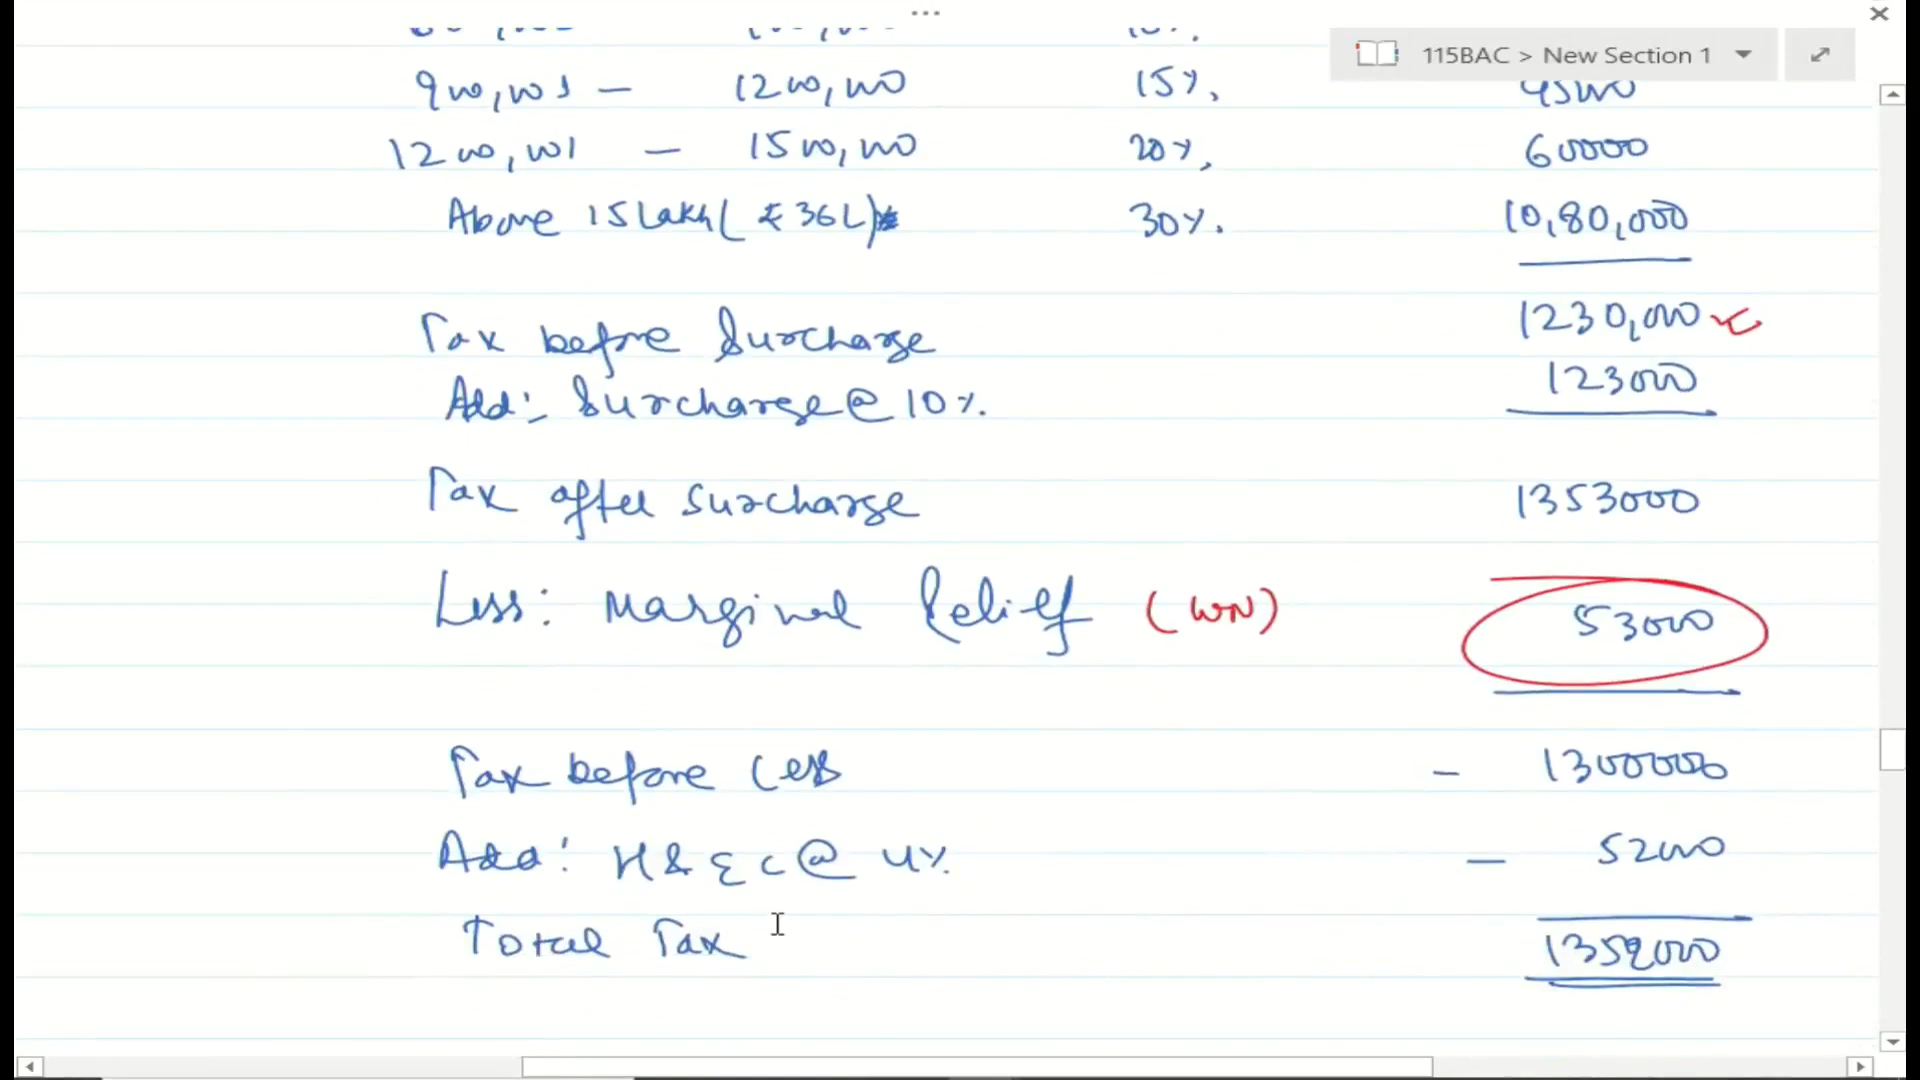 ...
115BAC > New Section 1
900,001 – 1200,000 15%. 45000
1200,001 – 1500,000 20%. 60000
Above 15 Lakh (₹36L) 30%. 10,80,000
Tax before Surcharge 1230,000
Add:- Surcharge @ 10%. 123000
Tax after surcharge 1353000
Less: Marginal Relief (WN) 53000
Tax before Cess – 1300000
Add: H & EC @ 4% – 52000
Total Tax 1352000